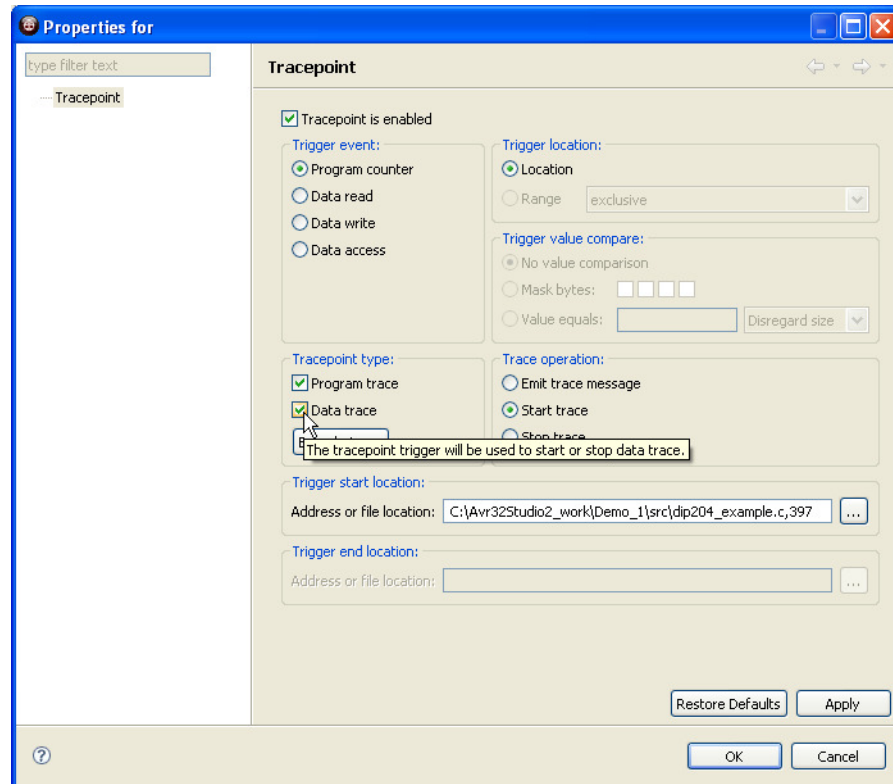 Properties for
type filter text
Tracepoint
Tracepoint
Tracepoint is enabled
Trigger event:
Program counter
Data read
Data write
Data access
Trigger location:
Location
Range exclusive
Trigger value compare:
No value comparison
Mask bytes:
Value equals: Disregard size
Tracepoint type:
Program trace
Data trace
Trace operation:
Emit trace message
Start trace
Stop trace
The tracepoint trigger will be used to start or stop data trace.
Trigger start location:
Address or file location: C:\Avr32Studio2_work\Demo_1\src\dip204_example.c,397 ...
Trigger end location:
Address or file location: ...
Restore Defaults Apply
? OK Cancel